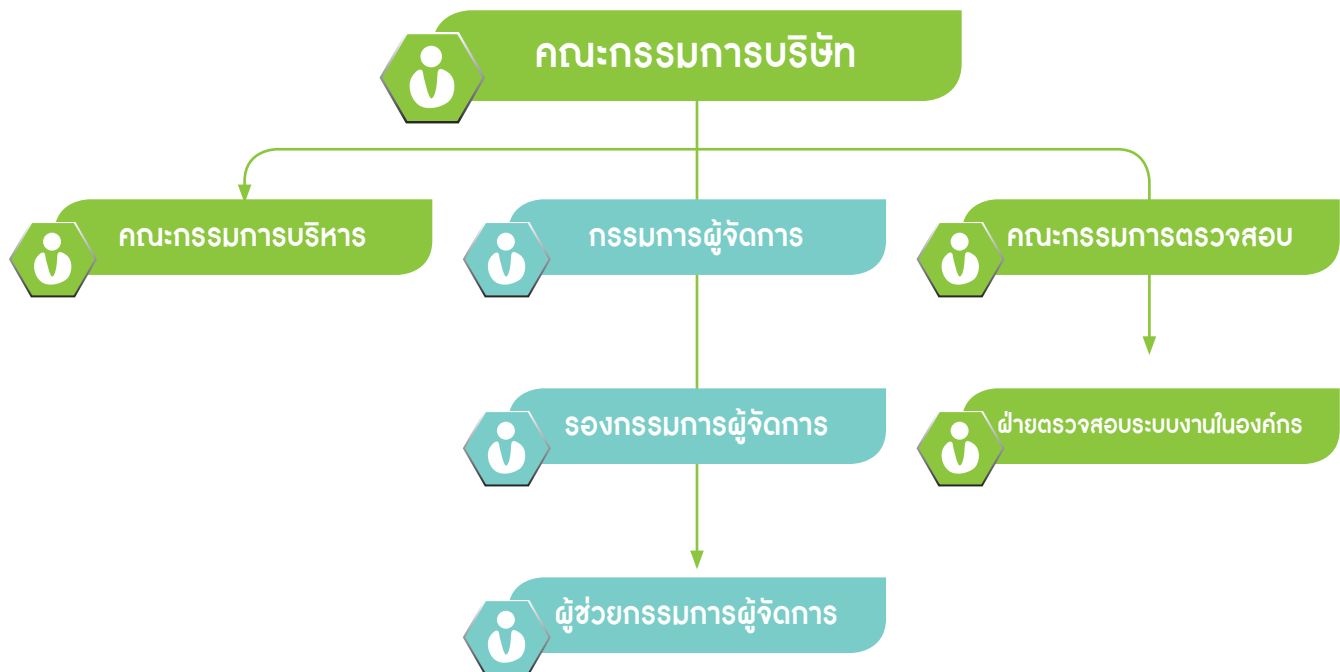 คณะกรรมการบริษัท
คณะกรรมการบริหาร
กรรมการผู้จัดการ
คณะกรรมการตรวจสอบ
รองกรรมการผู้จัดการ
ฝ่ายตรวจสอบระบบงานในองค์กร
ผู้ช่วยกรรมการผู้จัดการ